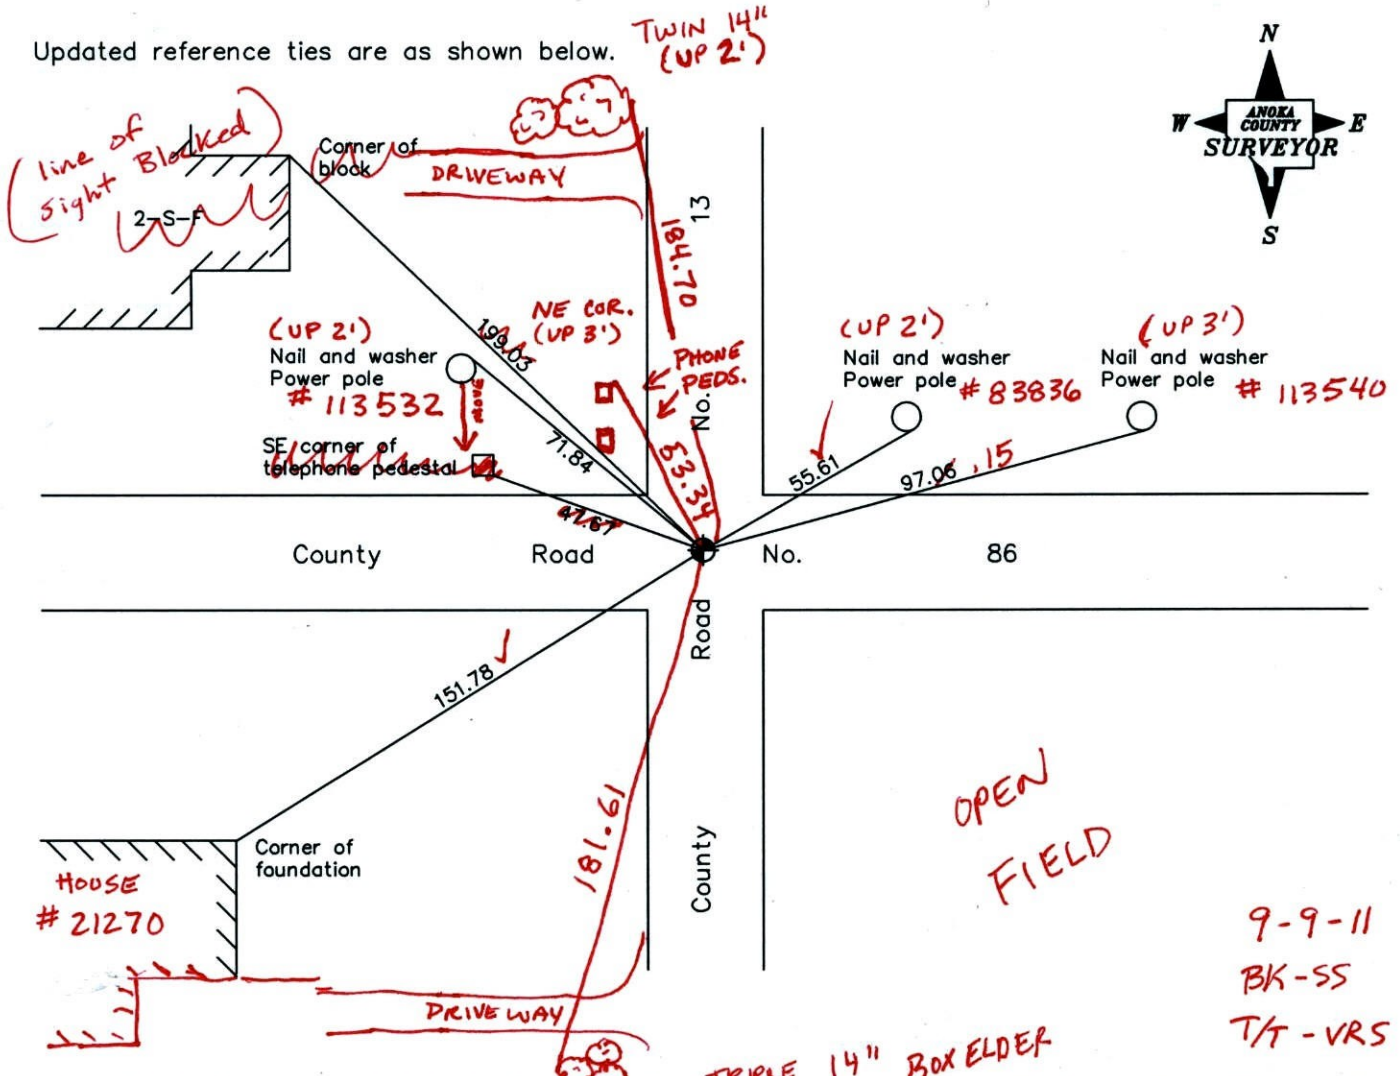 Updated reference ties are as shown below.
TWIN 14"
(UP 2')
N
W
ANOKA
COUNTY
SURVEYOR
E
S
(line of
sight Blocked)
Corner of
block
DRIVEWAY
2-S-F
13
184.70
NE COR.
(UP 3')
199.03
(UP 2')
Nail and washer
Power pole
# 113532
MOVE
PHONE
PEDS.
No.
(UP 2')
Nail and washer
Power pole # 83836
(UP 3')
Nail and washer
Power pole # 113540
SE corner of
telephone pedestal
71.84
53.34
55.61
97.06 .15
47.67
County Road No. 86
Road
151.78
181.61
County
Corner of
foundation
HOUSE
# 21270
OPEN
FIELD
DRIVEWAY
9-9-11
BK-SS
T/T - VRS
TRIPLE 14" BOX ELDER